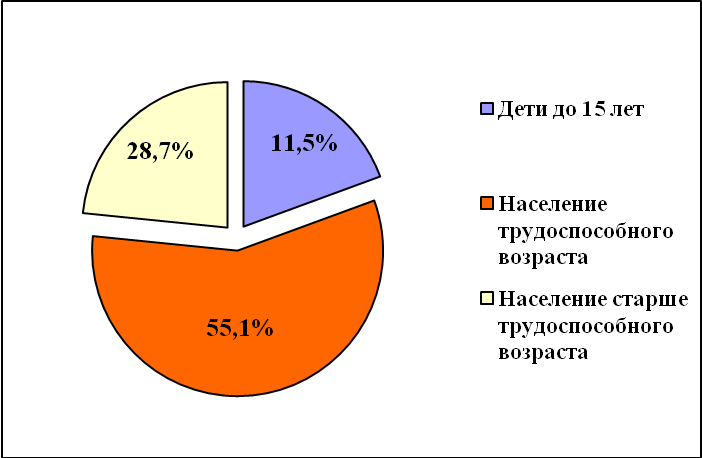 28,7%
11,5%
55,1%
Дети до 15 лет
Население
трудоспособного
возраста
Население старше
трудоспособного
возраста